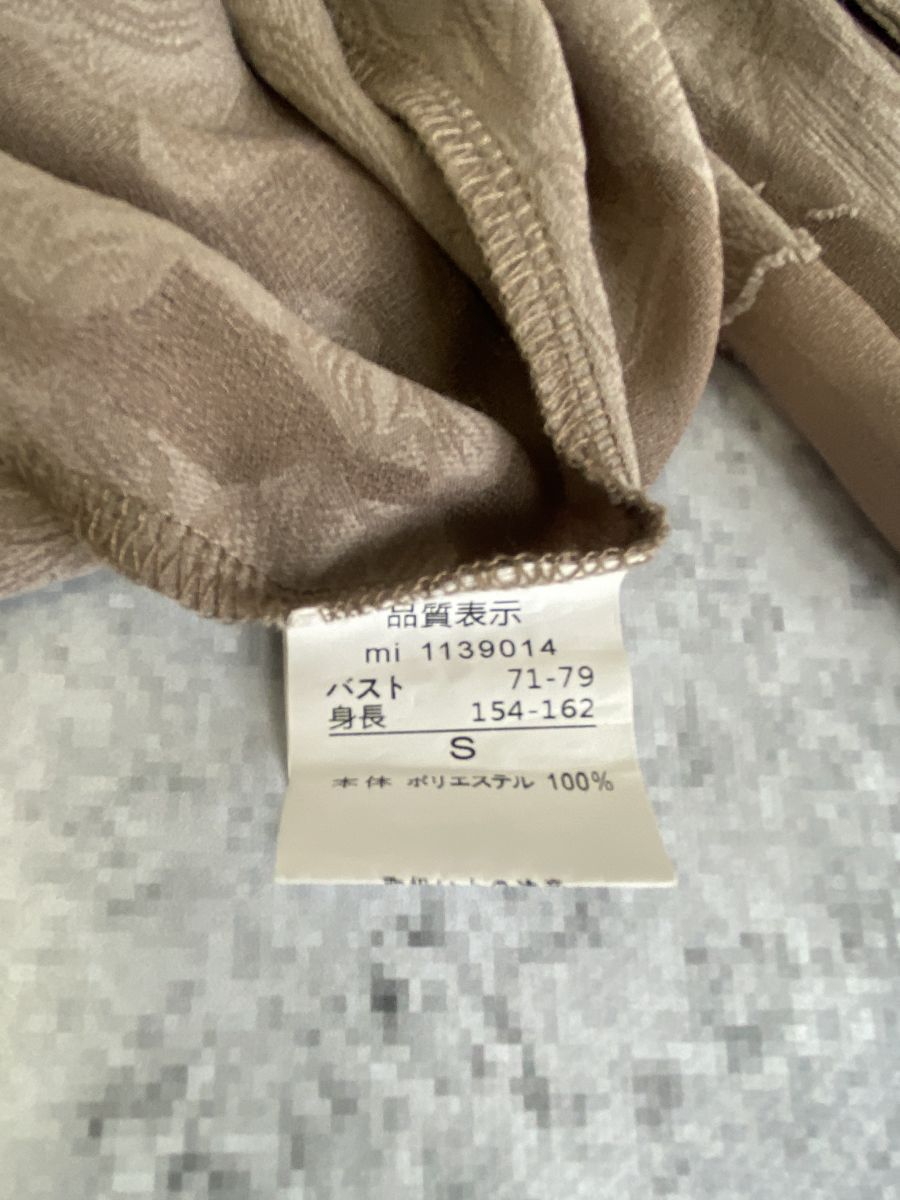 品質表示
mi 1139014
バスト 71-79
身長 154-162
S
本体 ポリエステル 100%